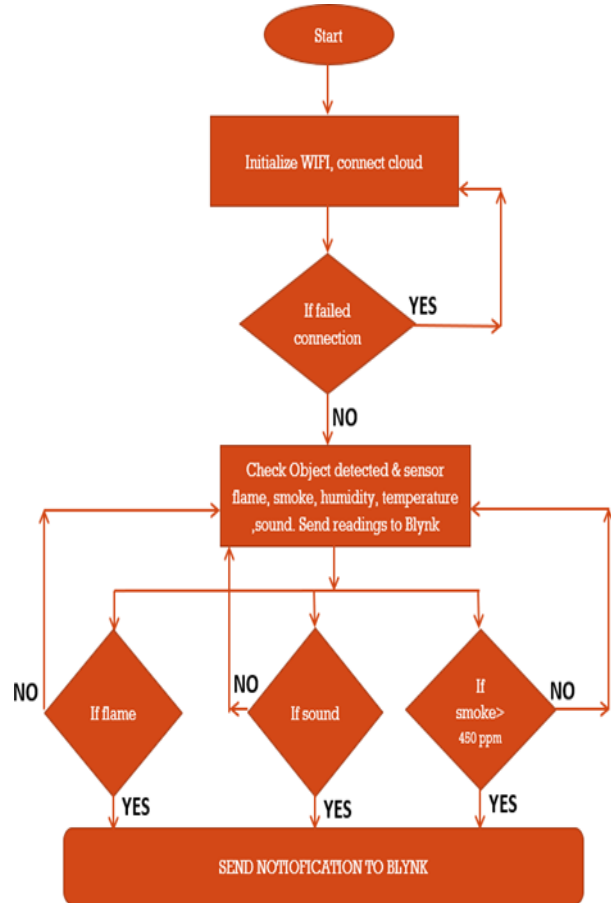 Start
Initialize WIFI, connect cloud
If failed
connection
YES
NO
Check Object detected & sensor
flame, smoke, humidity, temperature
,sound. Send readings to Blynk
If flame
NO
YES
If sound
NO
YES
If
smoke>
450 ppm
NO
YES
SEND NOTIOFICATION TO BLYNK